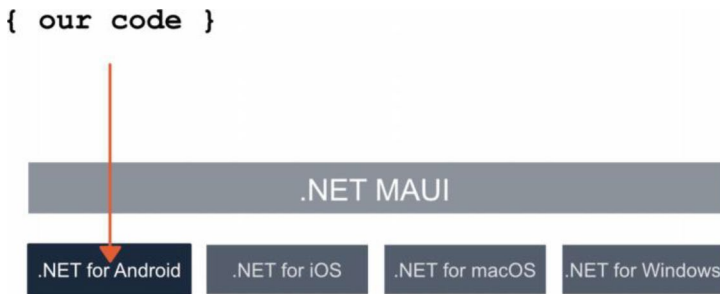 { our code }
.NET MAUI
.NET for Android
.NET for iOS
.NET for macOS
.NET for Windows